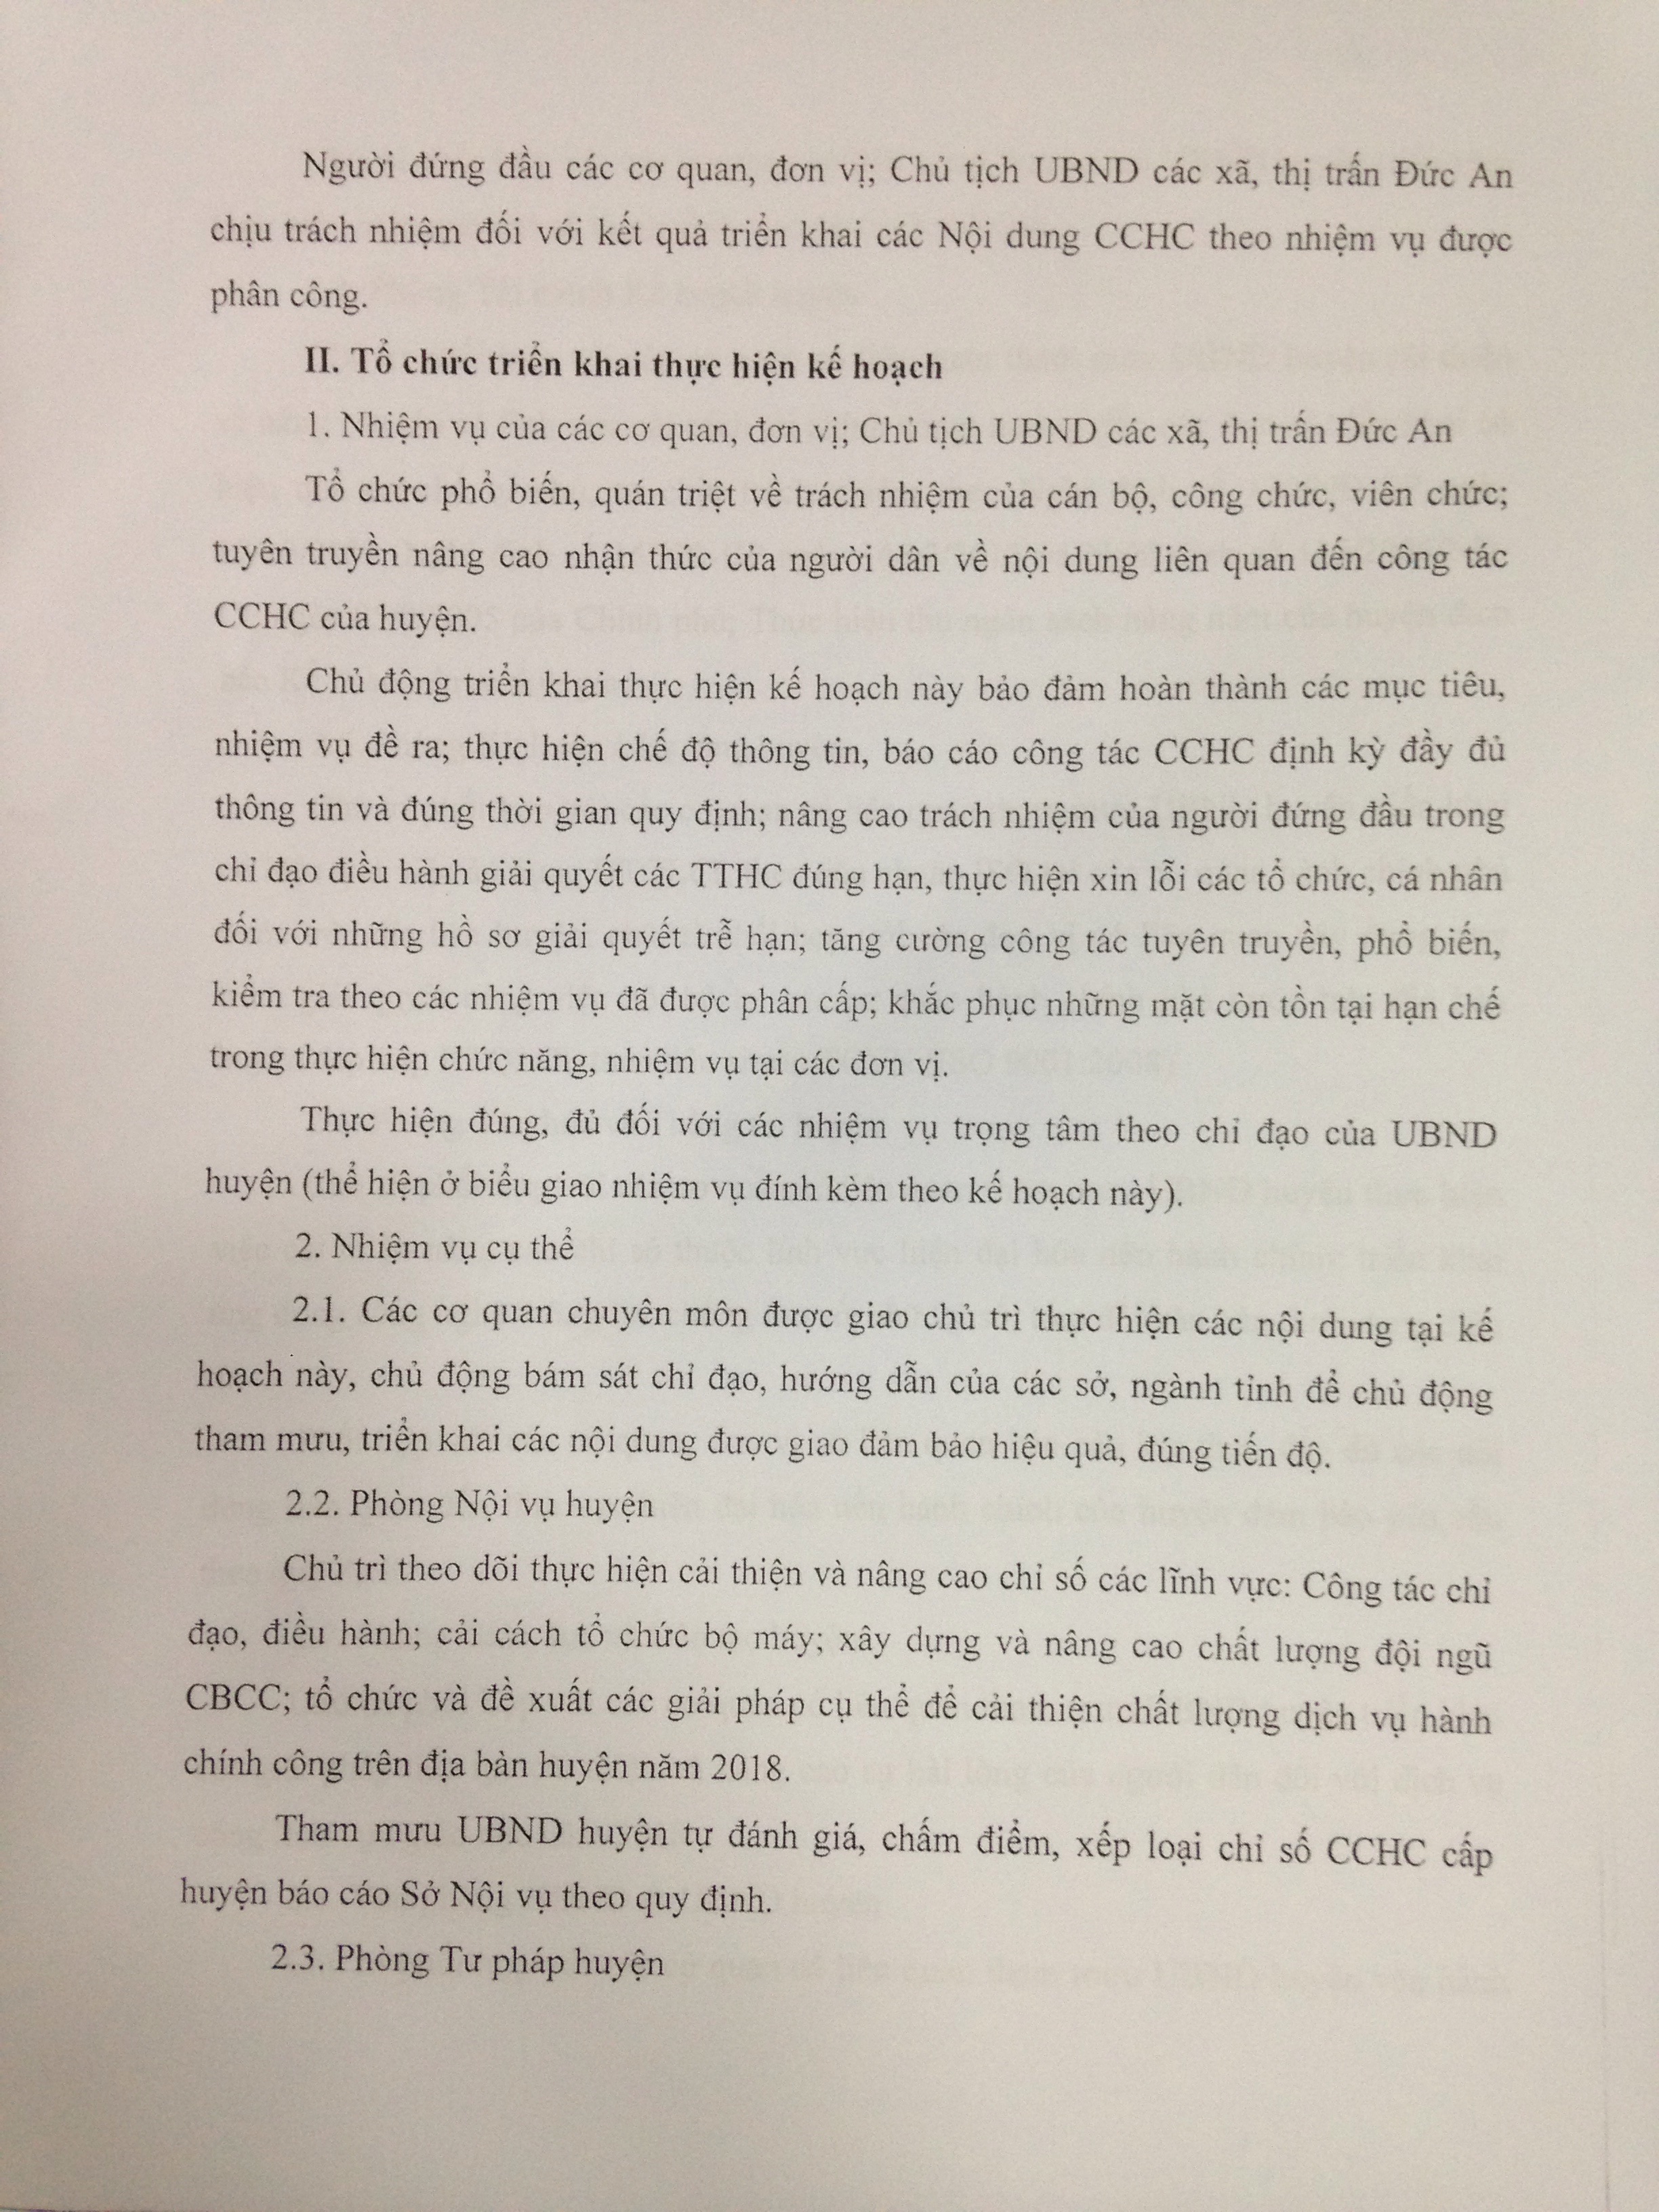 Người đứng đầu các cơ quan, đơn vị; Chủ tịch UBND các xã, thị trấn Đức An
chịu trách nhiệm đối với kết quả triển khai các Nội dung CCHC theo nhiệm vụ được
phân công.
II. Tổ chức triển khai thực hiện kế hoạch
1. Nhiệm vụ của các cơ quan, đơn vị; Chủ tịch UBND các xã, thị trấn Đức An
Tổ chức phổ biến, quán triệt về trách nhiệm của cán bộ, công chức, viên chức;
tuyên truyền nâng cao nhận thức của người dân về nội dung liên quan đến công tác
CCHC của huyện.
Chủ động triển khai thực hiện kế hoạch này bảo đảm hoàn thành các mục tiêu,
nhiệm vụ đề ra; thực hiện chế độ thông tin, báo cáo công tác CCHC định kỳ đầy đủ
thông tin và đúng thời gian quy định; nâng cao trách nhiệm của người đứng đầu trong
chỉ đạo điều hành giải quyết các TTHC đúng hạn, thực hiện xin lỗi các tổ chức, cá nhân
đối với những hồ sơ giải quyết trễ hạn; tăng cường công tác tuyên truyền, phổ biến,
kiểm tra theo các nhiệm vụ đã được phân cấp; khắc phục những mặt còn tồn tại hạn chế
trong thực hiện chức năng, nhiệm vụ tại các đơn vị.
Thực hiện đúng, đủ đối với các nhiệm vụ trọng tâm theo chỉ đạo của UBND
huyện (thể hiện ở biểu giao nhiệm vụ đính kèm theo kế hoạch này).
2. Nhiệm vụ cụ thể
2.1. Các cơ quan chuyên môn được giao chủ trì thực hiện các nội dung tại kế
hoạch này, chủ động bám sát chỉ đạo, hướng dẫn của các sở, ngành tỉnh để chủ động
tham mưu, triển khai các nội dung được giao đảm bảo hiệu quả, đúng tiến độ.
2.2. Phòng Nội vụ huyện
Chủ trì theo dõi thực hiện cải thiện và nâng cao chỉ số các lĩnh vực: Công tác chỉ
đạo, điều hành; cải cách tổ chức bộ máy; xây dựng và nâng cao chất lượng đội ngũ
CBCC; tổ chức và đề xuất các giải pháp cụ thể để cải thiện chất lượng dịch vụ hành
chính công trên địa bàn huyện năm 2018.
Tham mưu UBND huyện tự đánh giá, chấm điểm, xếp loại chỉ số CCHC cấp
huyện báo cáo Sở Nội vụ theo quy định.
2.3. Phòng Tư pháp huyện